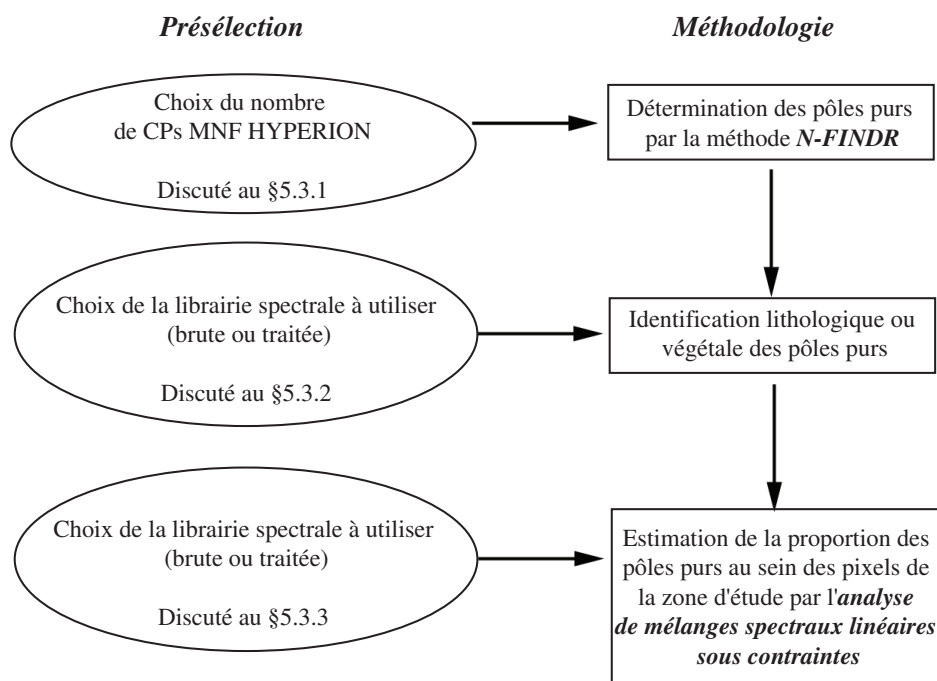 Présélection
Méthodologie
Choix du nombre
de CPs MNF HYPERION
Discuté au §5.3.1
Détermination des pôles purs
par la méthode N-FINDR
Choix de la librairie spectrale à utiliser
(brute ou traitée)
Discuté au §5.3.2
Identification lithologique ou
végétale des pôles purs
Choix de la librairie spectrale à utiliser
(brute ou traitée)
Discuté au §5.3.3
Estimation de la proportion des
pôles purs au sein des pixels de
la zone d'étude par l'analyse
de mélanges spectraux linéaires
sous contraintes